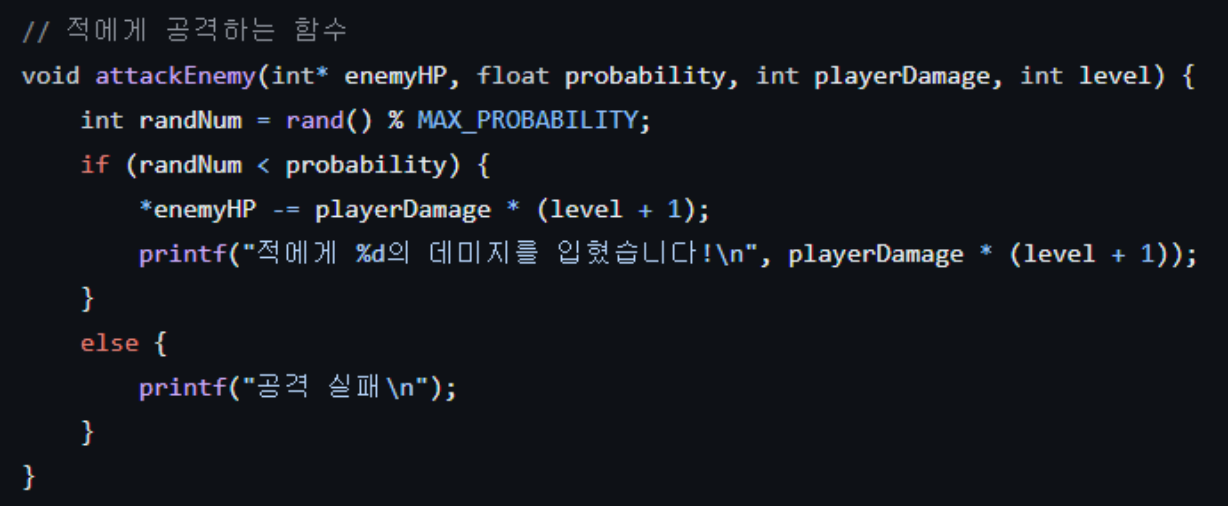 // 적에게 공격하는 함수
void attackEnemy(int* enemyHP, float probability, int playerDamage, int level) {
    int randNum = rand() % MAX_PROBABILITY;
    if (randNum < probability) {
        *enemyHP -= playerDamage * (level + 1);
        printf("적에게 %d의 데미지를 입혔습니다!\n", playerDamage * (level + 1));
    }
    else {
        printf("공격 실패\n");
    }
}